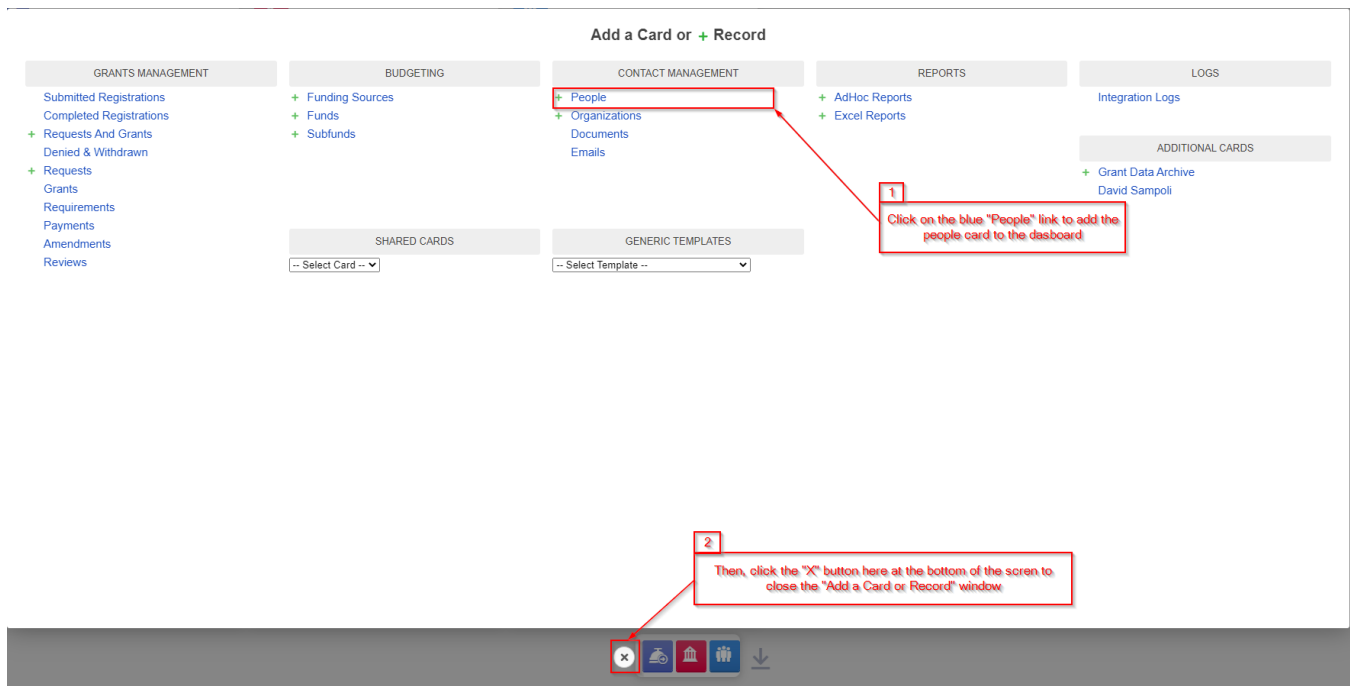 Add a Card or + Record
GRANTS MANAGEMENT
Submitted Registrations
Completed Registrations
+ Requests And Grants
Denied & Withdrawn
+ Requests
Grants
Requirements
Payments
Amendments
Reviews
BUDGETING
+ Funding Sources
+ Funds
+ Subfunds
SHARED CARDS
-- Select Card --
CONTACT MANAGEMENT
+ People
+ Organizations
Documents
Emails
GENERIC TEMPLATES
-- Select Template --
REPORTS
+ AdHoc Reports
+ Excel Reports
LOGS
Integration Logs
ADDITIONAL CARDS
+ Grant Data Archive
David Sampoli
1
Click on the blue "People" link to add the
people card to the dasboard
2
Then, click the "X" button here at the bottom of the scren to
close the "Add a Card or Record" window